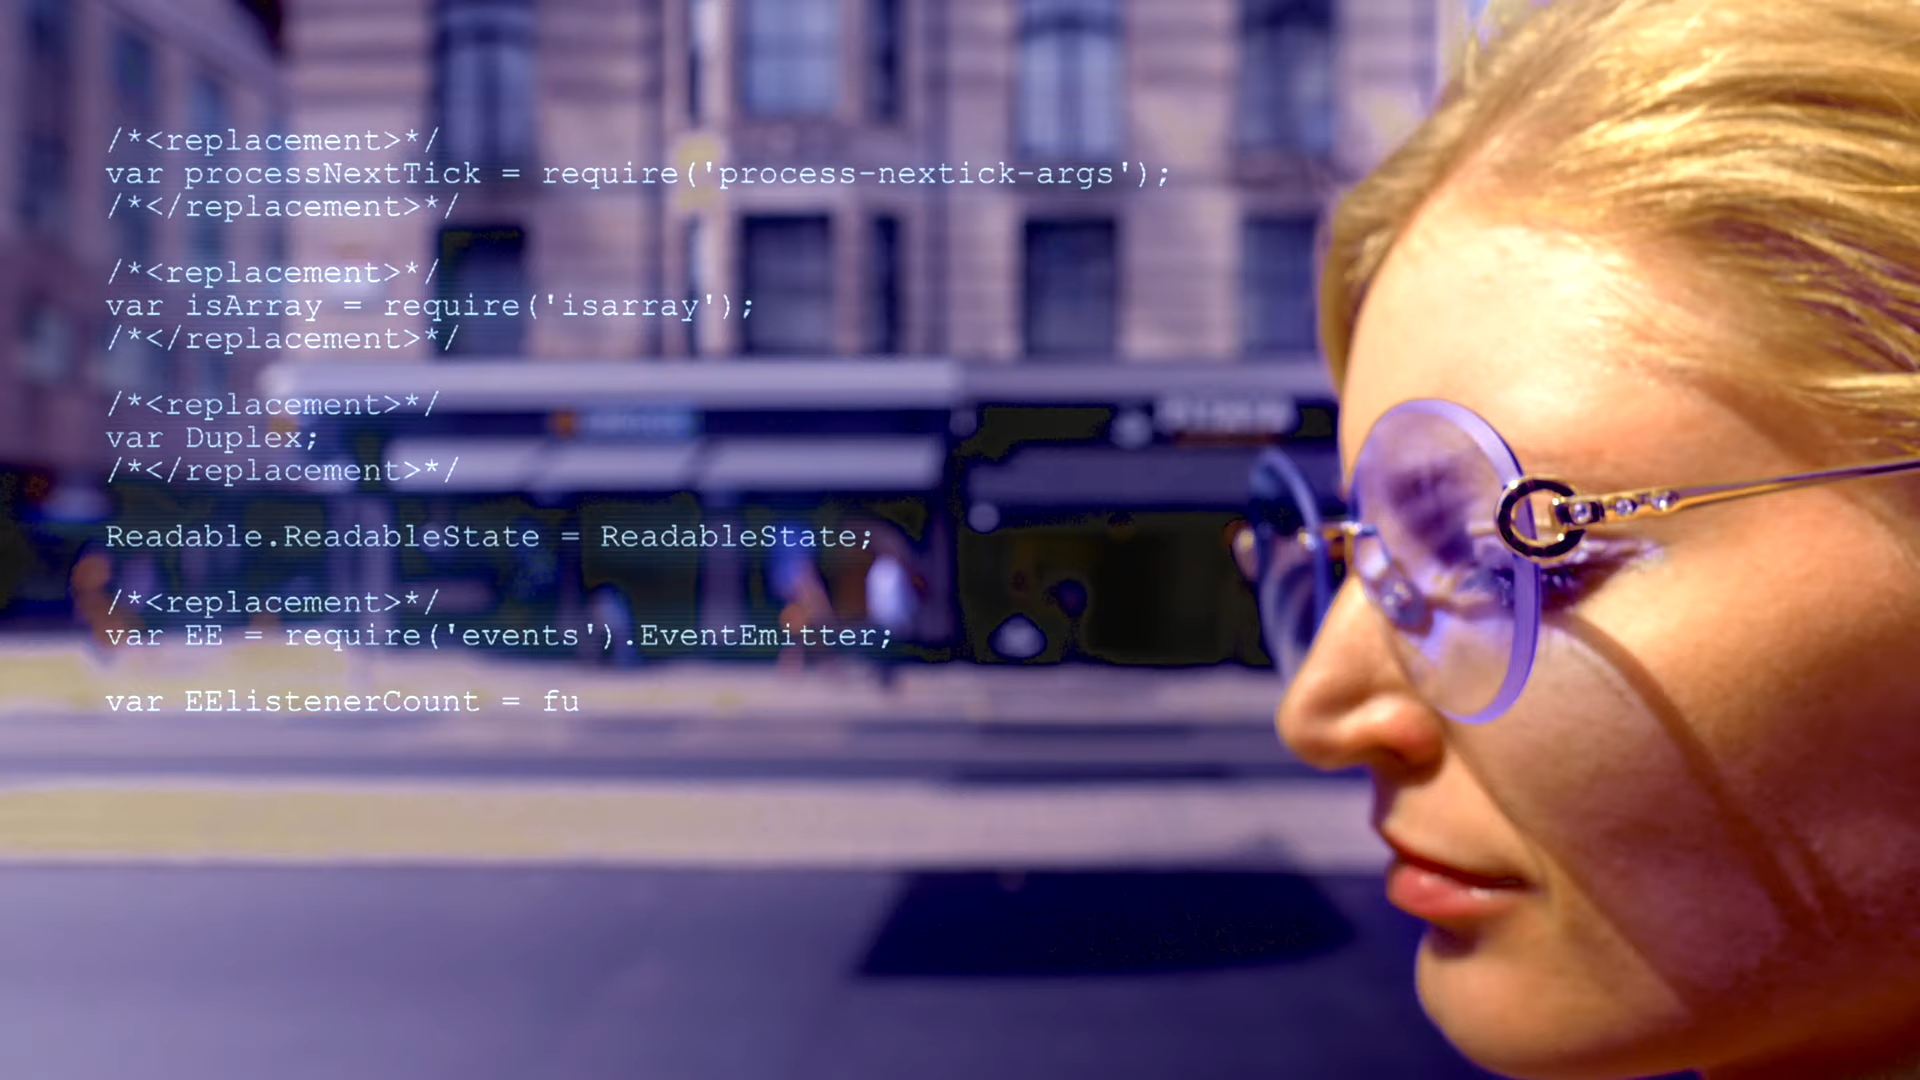 /*<replacement>*/
var processNextTick = require('process-nextick-args');
/*</replacement>*/
/*<replacement>*/
var isArray = require('isarray');
/*</replacement>*/
/*<replacement>*/
var Duplex;
/*</replacement>*/
Readable.ReadableState = ReadableState;
/*<replacement>*/
var EE = require('events').EventEmitter;
var EElistenerCount = fu